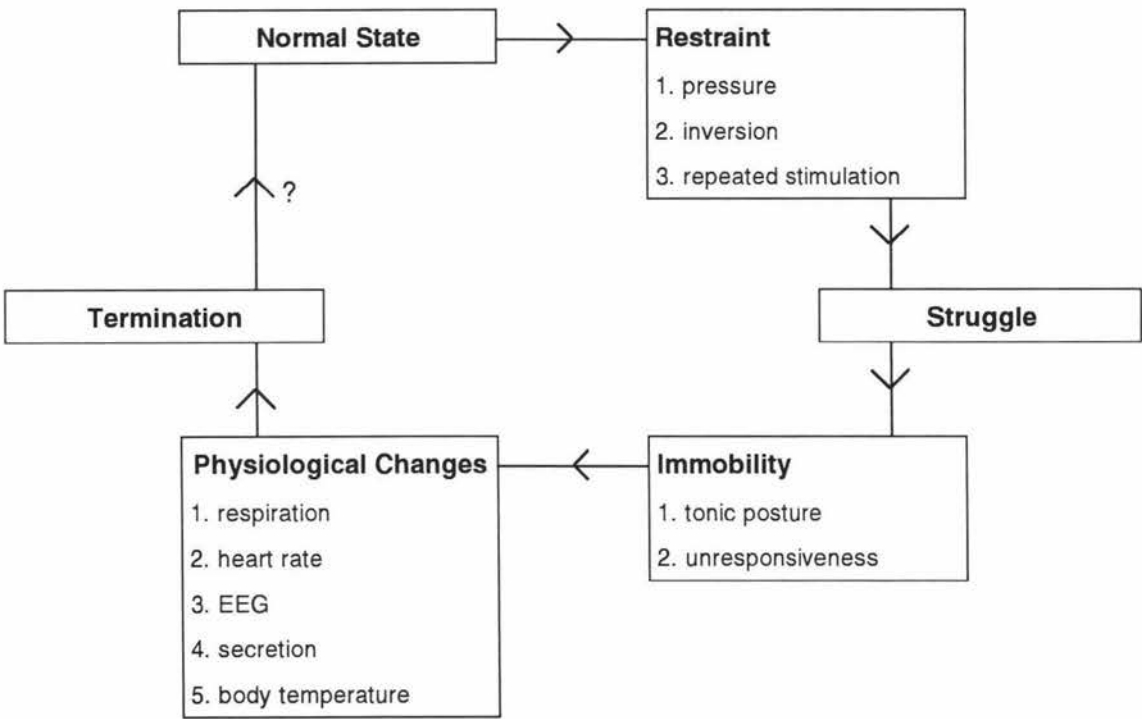 Normal State
Restraint
1. pressure
2. inversion
3. repeated stimulation
?
Termination
Struggle
Physiological Changes
1. respiration
2. heart rate
3. EEG
4. secretion
5. body temperature
Immobility
1. tonic posture
2. unresponsiveness